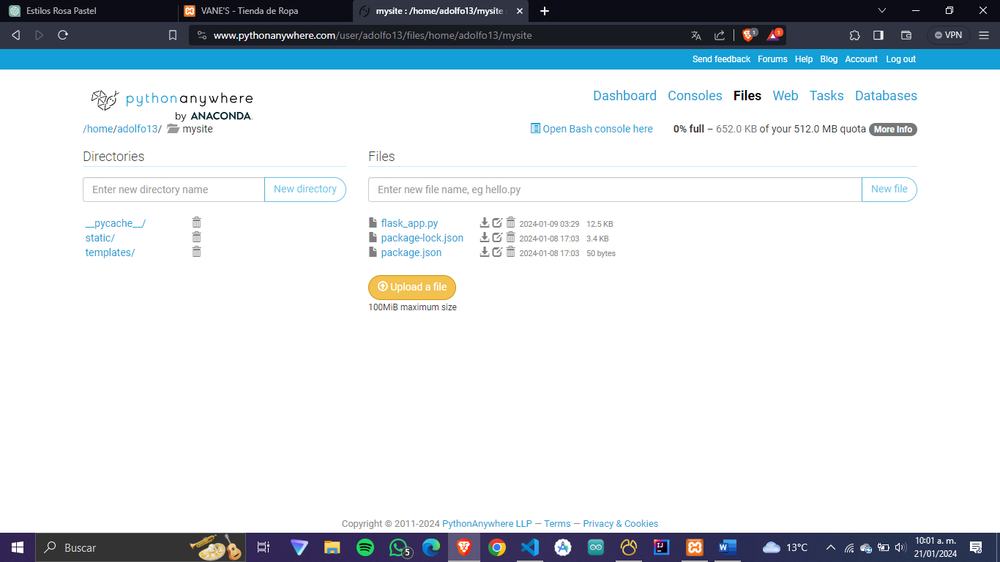 Estilos Rosa Pastel
VANE'S - Tienda de Ropa
mysite : /home/adolfo13/mysite :
www.pythonanywhere.com/user/adolfo13/files/home/adolfo13/mysite
1
1
VPN
Send feedback Forums Help Blog Account Log out
pythonanywhere
by ANACONDA.
Dashboard Consoles Files Web Tasks Databases
/home/adolfo13/ mysite
Open Bash console here
0% full – 652.0 KB of your 512.0 MB quota More Info
Directories
Files
Enter new directory name New directory
Enter new file name, eg hello.py New file
__pycache__/
static/
templates/
flask_app.py 2024-01-09 03:29 12.5 KB
package-lock.json 2024-01-08 17:03 3.4 KB
package.json 2024-01-08 17:03 50 bytes
Upload a file
100MiB maximum size
Copyright © 2011-2024 PythonAnywhere LLP — Terms — Privacy & Cookies
Buscar
5
IJ
W
13°C
10:01 a. m.
21/01/2024